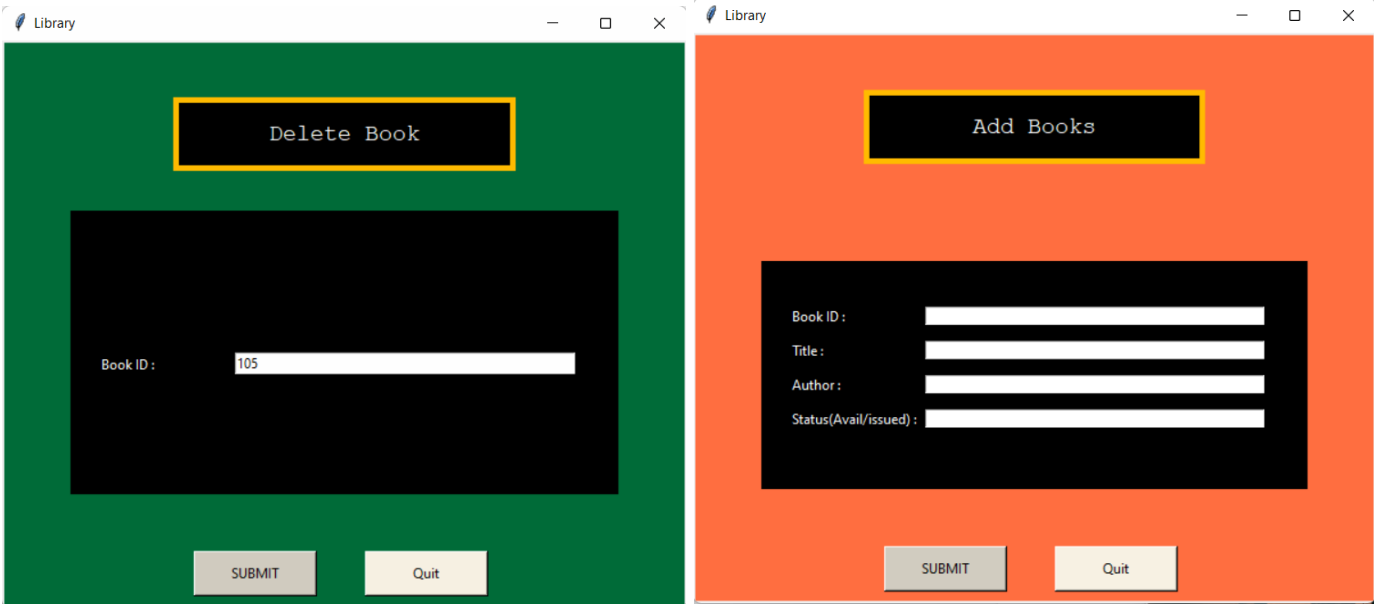 Library
Delete Book
Book ID :
105
SUBMIT
Quit
Library
Add Books
Book ID :
Title :
Author :
Status(Avail/issued) :
SUBMIT
Quit